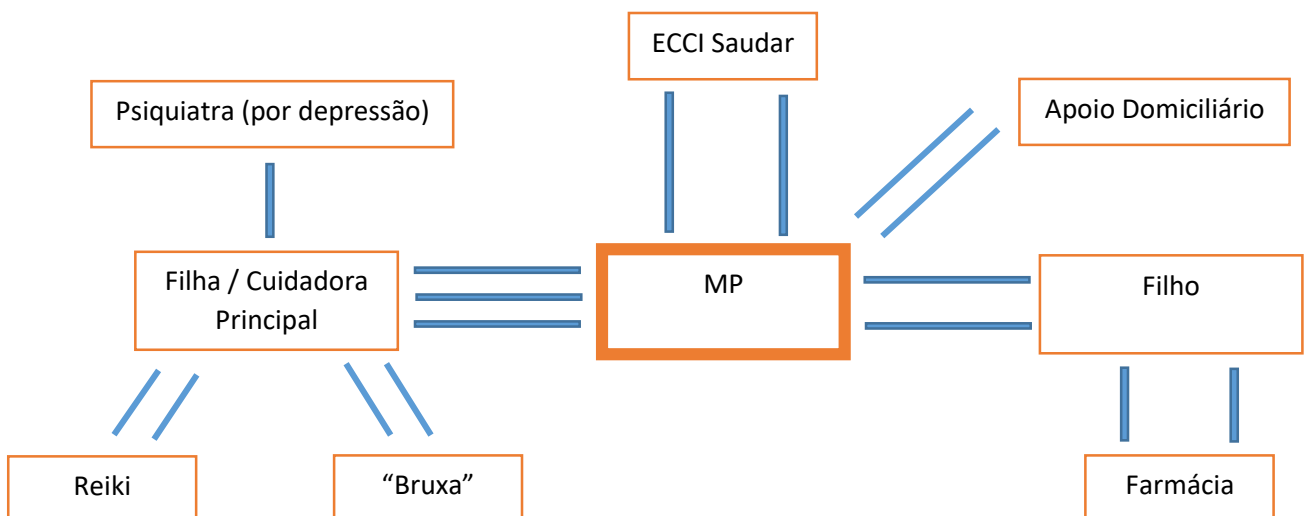 ECCI Saudar
Psiquiatra (por depressão)
Apoio Domiciliário
Filha / Cuidadora
Principal
MP
Filho
Reiki
“Bruxa”
Farmácia